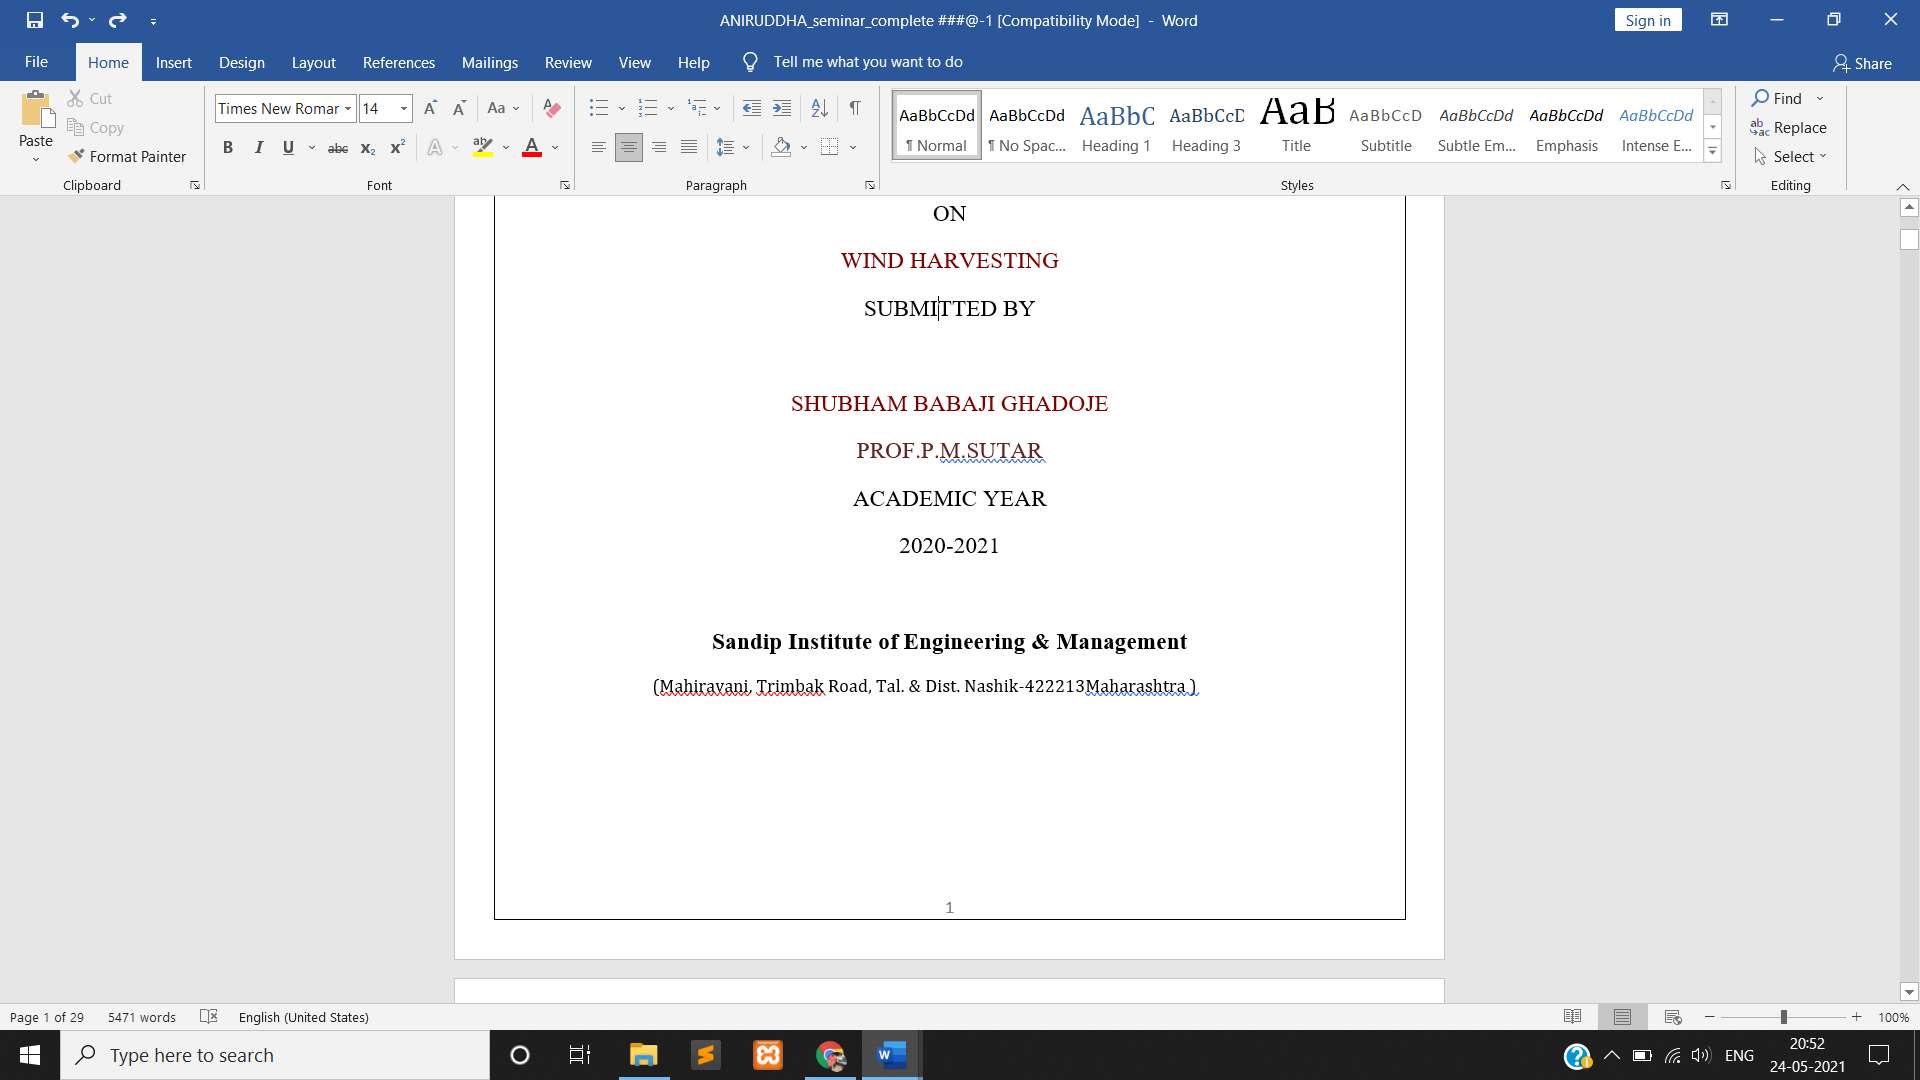 ANIRUDDHA_seminar_complete ###@-1 [Compatibility Mode] - Word
Sign in
File Home Insert Design Layout References Mailings Review View Help Tell me what you want to do Share
Paste
Cut
Copy
Format Painter
Clipboard
Times New Romar 14
Font
Paragraph
AaBbCcDd AaBbCcDd AaBbC AaBbCcD AaB AaBbCcD AaBbCcDd AaBbCcDd AaBbCcDd
¶ Normal ¶ No Spac... Heading 1 Heading 3 Title Subtitle Subtle Em... Emphasis Intense E...
Styles
Find
Replace
Select
Editing
ON
WIND HARVESTING
SUBMITTED BY
SHUBHAM BABAJI GHADOJE
PROF.P.M.SUTAR
ACADEMIC YEAR
2020-2021
Sandip Institute of Engineering & Management
(Mahiravani, Trimbak Road, Tal. & Dist. Nashik-422213Maharashtra )
1
Page 1 of 29 5471 words English (United States) 100%
Type here to search
ENG
20:52
24-05-2021